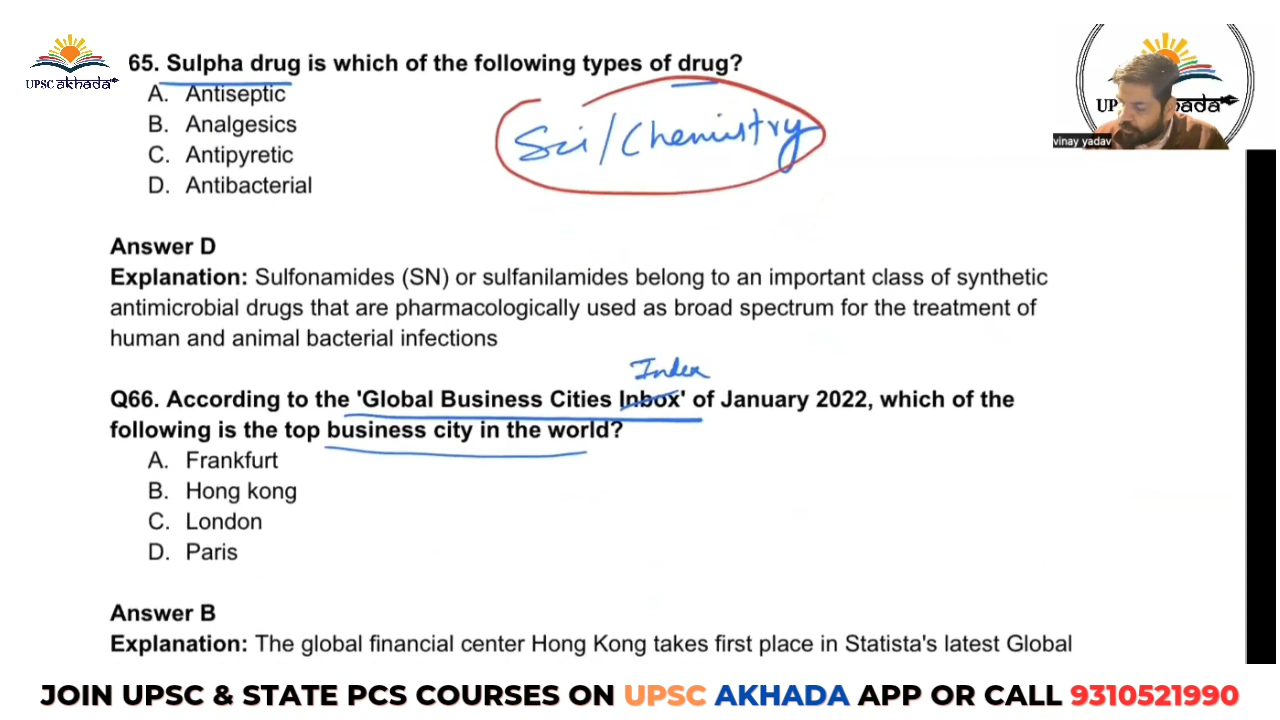 65. Sulpha drug is which of the following types of drug?
UPSC akhada
A. Antiseptic
B. Analgesics
C. Antipyretic
D. Antibacterial
Sci/Chemistry
UP hada
vinay yadav
Answer D
Explanation: Sulfonamides (SN) or sulfanilamides belong to an important class of synthetic
antimicrobial drugs that are pharmacologically used as broad spectrum for the treatment of
human and animal bacterial infections
Index
Q66. According to the 'Global Business Cities Inbox' of January 2022, which of the
following is the top business city in the world?
A. Frankfurt
B. Hong kong
C. London
D. Paris
Answer B
Explanation: The global financial center Hong Kong takes first place in Statista's latest Global
JOIN UPSC & STATE PCS COURSES ON UPSC AKHADA APP OR CALL 9310521990